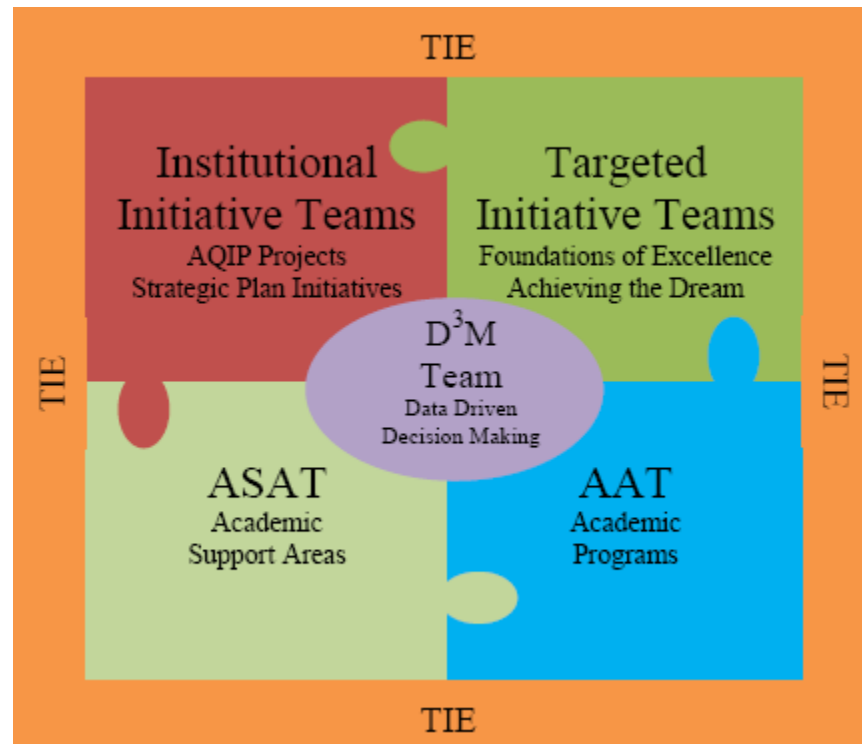 TIE
Institutional
Initiative Teams
AQIP Projects
Strategic Plan Initiatives
Targeted
Initiative Teams
Foundations of Excellence
Achieving the Dream
TIE
D³M
Team
Data Driven
Decision Making
TIE
ASAT
Academic
Support Areas
AAT
Academic
Programs
TIE